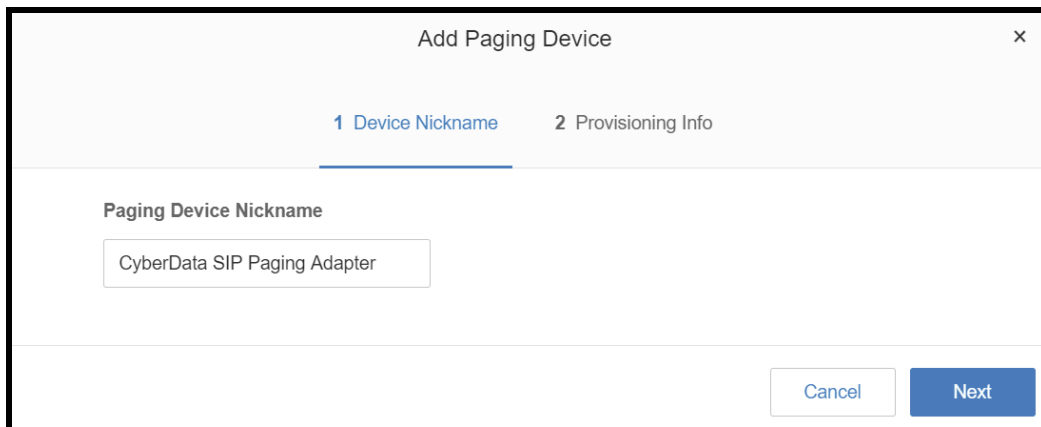 Add Paging Device ×
1 Device Nickname 2 Provisioning Info
Paging Device Nickname
CyberData SIP Paging Adapter
Cancel Next